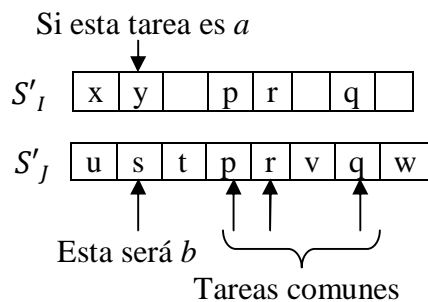 Si esta tarea es a
S'I x y p r q
S'J u s t p r v q w
Esta será b
Tareas comunes